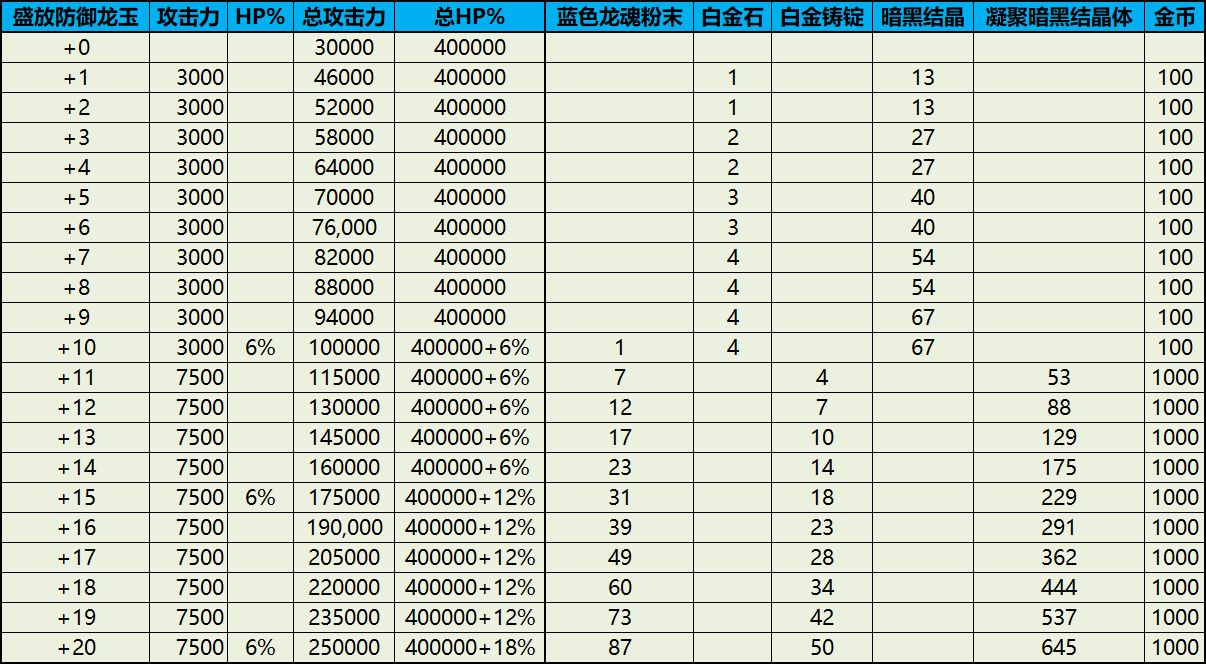 盛放防御龙玉 攻击力 HP% 总攻击力 总HP% 蓝色龙魂粉末 白金石 白金铸锭 暗黑结晶 凝聚暗黑结晶体 金币
+0 30000 400000
+1 3000 46000 400000 1 13 100
+2 3000 52000 400000 1 13 100
+3 3000 58000 400000 2 27 100
+4 3000 64000 400000 2 27 100
+5 3000 70000 400000 3 40 100
+6 3000 76,000 400000 3 40 100
+7 3000 82000 400000 4 54 100
+8 3000 88000 400000 4 54 100
+9 3000 94000 400000 4 67 100
+10 3000 6% 100000 400000+6% 1 4 67 100
+11 7500 115000 400000+6% 7 4 53 1000
+12 7500 130000 400000+6% 12 7 88 1000
+13 7500 145000 400000+6% 17 10 129 1000
+14 7500 160000 400000+6% 23 14 175 1000
+15 7500 6% 175000 400000+12% 31 18 229 1000
+16 7500 190,000 400000+12% 39 23 291 1000
+17 7500 205000 400000+12% 49 28 362 1000
+18 7500 220000 400000+12% 60 34 444 1000
+19 7500 235000 400000+12% 73 42 537 1000
+20 7500 6% 250000 400000+18% 87 50 645 1000